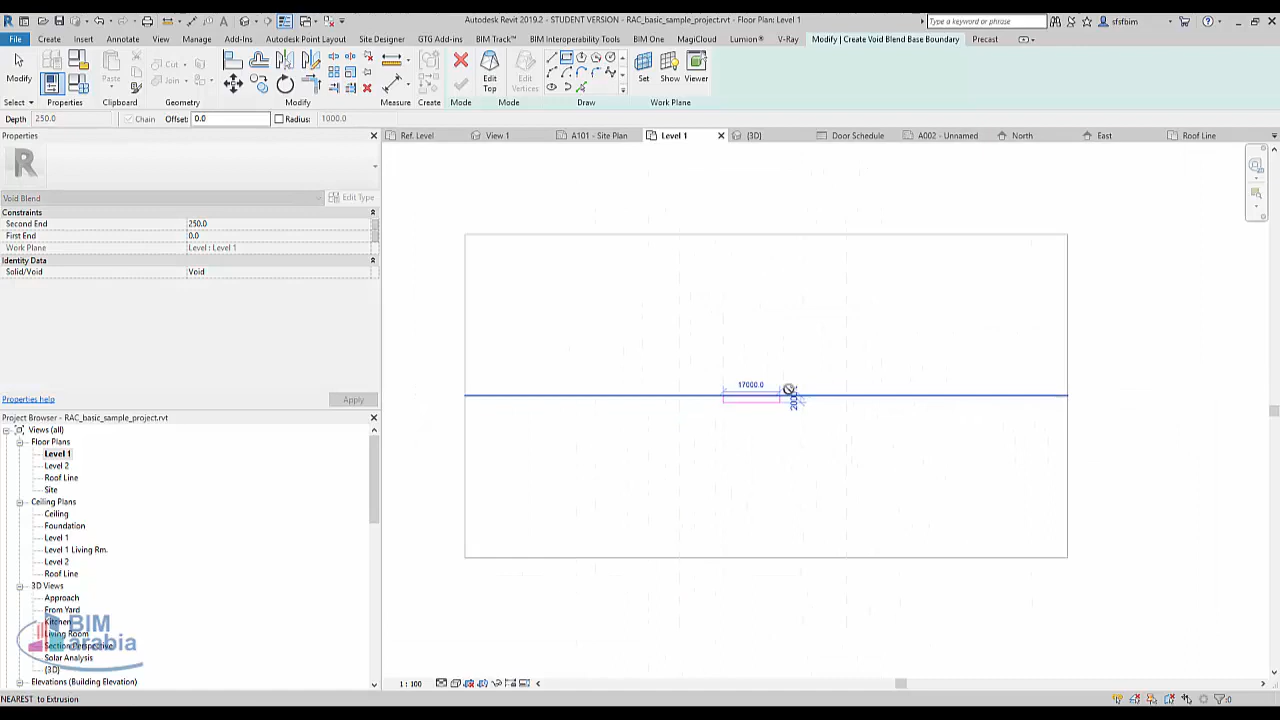 Autodesk Revit 2019.2 - STUDENT VERSION - RAC_basic_sample_project.rvt - Floor Plan: Level 1
Type a keyword or phrase
sfsfbim
File Create Insert Annotate View Manage Add-Ins Autodesk Point Layout Site Designer GTG Add-ins BIM Track™ BIM Interoperability Tools BIM One MagiCloud Lumion® V-Ray Modify | Create Void Blend Base Boundary Precast
Modify Paste Cut Join Edit Top Edit Vertices Set Show Viewer
Select Properties Clipboard Geometry Modify Measure Create Mode Mode Draw Work Plane
Depth 250.0 Chain Offset: 0.0 Radius: 1000.0
Properties
Ref. Level View 1 A101 - Site Plan Level 1 {3D} Door Schedule A002 - Unnamed North East Roof Line
R
Void Blend Edit Type
Constraints
Second End 250.0
First End 0.0
Work Plane Level : Level 1
Identity Data
Solid/Void Void
17000.0
Properties help Apply
Project Browser - RAC_basic_sample_project.rvt
Views (all)
Floor Plans
Level 1
Level 2
Roof Line
Site
Ceiling Plans
Ceiling
Foundation
Level 1
Level 1 Living Rm.
Level 2
Roof Line
3D Views
Approach
From Yard
Kitchen
Living Room
Section Perspective
Solar Analysis
{3D}
Elevations (Building Elevation)
BIM
arabia
1 : 100
NEAREST to Extrusion
:0